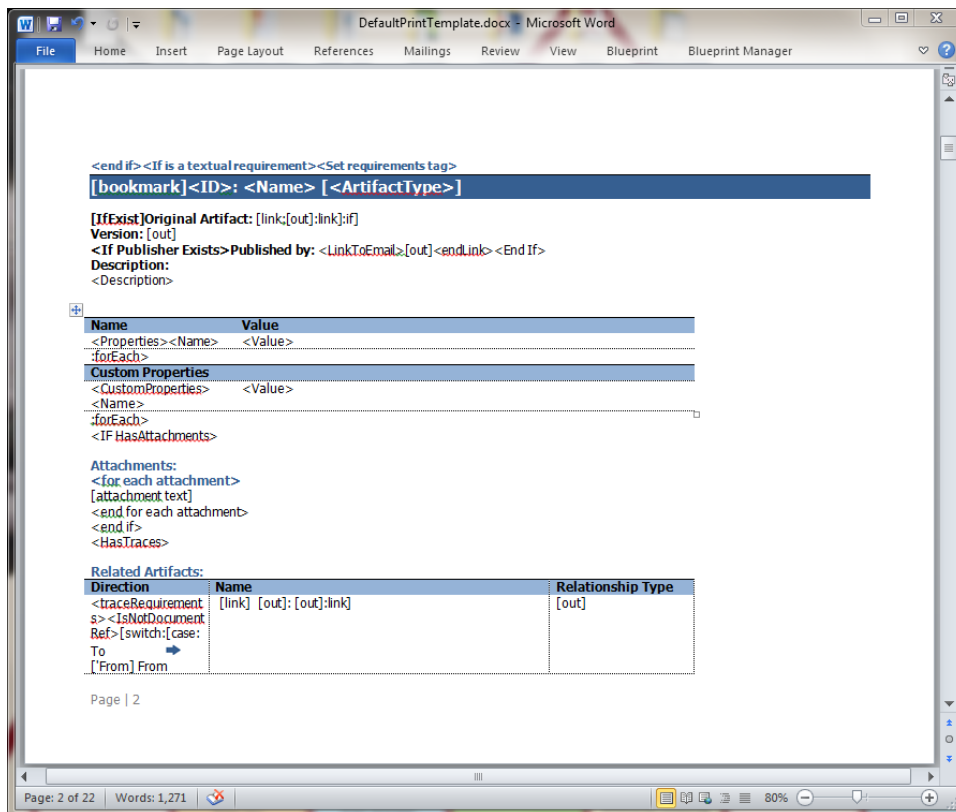 DefaultPrintTemplate.docx - Microsoft Word
File Home Insert Page Layout References Mailings Review View Blueprint Blueprint Manager
<end if><If is a textual requirement><Set requirements tag>
[bookmark]<ID>: <Name> [<ArtifactType>]
[IfExist]Original Artifact: [link;[out]:link]:if]
Version: [out]
<If Publisher Exists>Published by: <LinkToEmail>[out]<endLink><End If>
Description:
<Description>
Name Value
<Properties><Name> <Value>
:forEach>
Custom Properties
<CustomProperties> <Value>
<Name>
:forEach>
<IF HasAttachments>
Attachments:
<for each attachment>
[attachment text]
<end for each attachment>
<end if>
<HasTraces>
Related Artifacts:
Direction Name Relationship Type
<traceRequirement [link] [out]: [out]:link] [out]
s><IsNotDocument
Ref>[switch:[case:
To
['From] From
Page | 2
Page: 2 of 22 Words: 1,271 80%